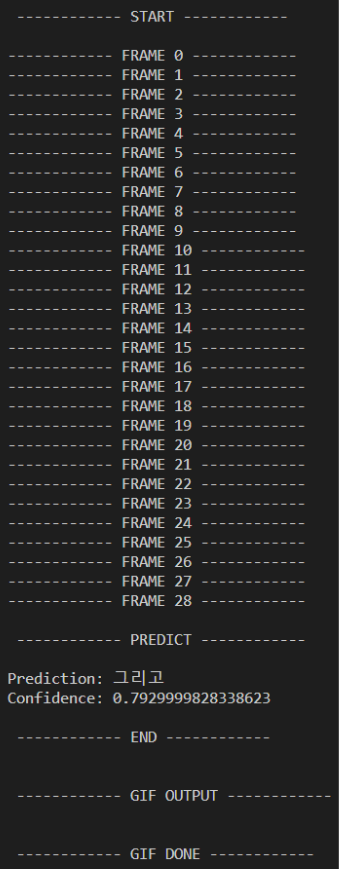 ------------ START ------------
------------ FRAME 0 ------------
------------ FRAME 1 ------------
------------ FRAME 2 ------------
------------ FRAME 3 ------------
------------ FRAME 4 ------------
------------ FRAME 5 ------------
------------ FRAME 6 ------------
------------ FRAME 7 ------------
------------ FRAME 8 ------------
------------ FRAME 9 ------------
------------ FRAME 10 ------------
------------ FRAME 11 ------------
------------ FRAME 12 ------------
------------ FRAME 13 ------------
------------ FRAME 14 ------------
------------ FRAME 15 ------------
------------ FRAME 16 ------------
------------ FRAME 17 ------------
------------ FRAME 18 ------------
------------ FRAME 19 ------------
------------ FRAME 20 ------------
------------ FRAME 21 ------------
------------ FRAME 22 ------------
------------ FRAME 23 ------------
------------ FRAME 24 ------------
------------ FRAME 25 ------------
------------ FRAME 26 ------------
------------ FRAME 27 ------------
------------ FRAME 28 ------------
------------ PREDICT ------------
Prediction: 그리고
Confidence: 0.7929999828338623
------------ END ------------
------------ GIF OUTPUT ------------
------------ GIF DONE ------------